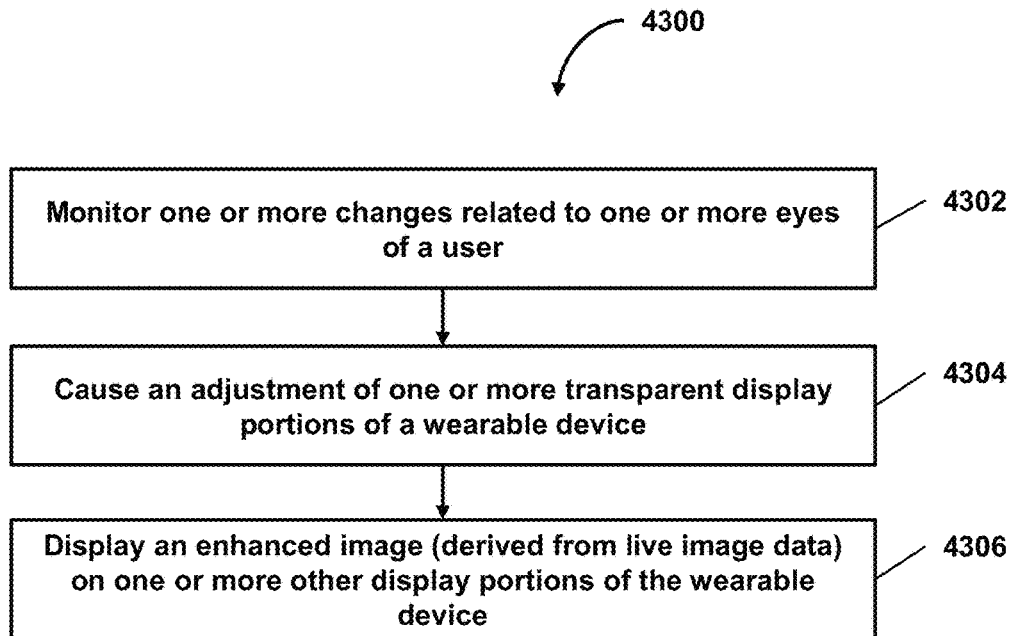 4300
Monitor one or more changes related to one or more eyes
of a user
4302
Cause an adjustment of one or more transparent display
portions of a wearable device
4304
Display an enhanced image (derived from live image data)
on one or more other display portions of the wearable
device
4306